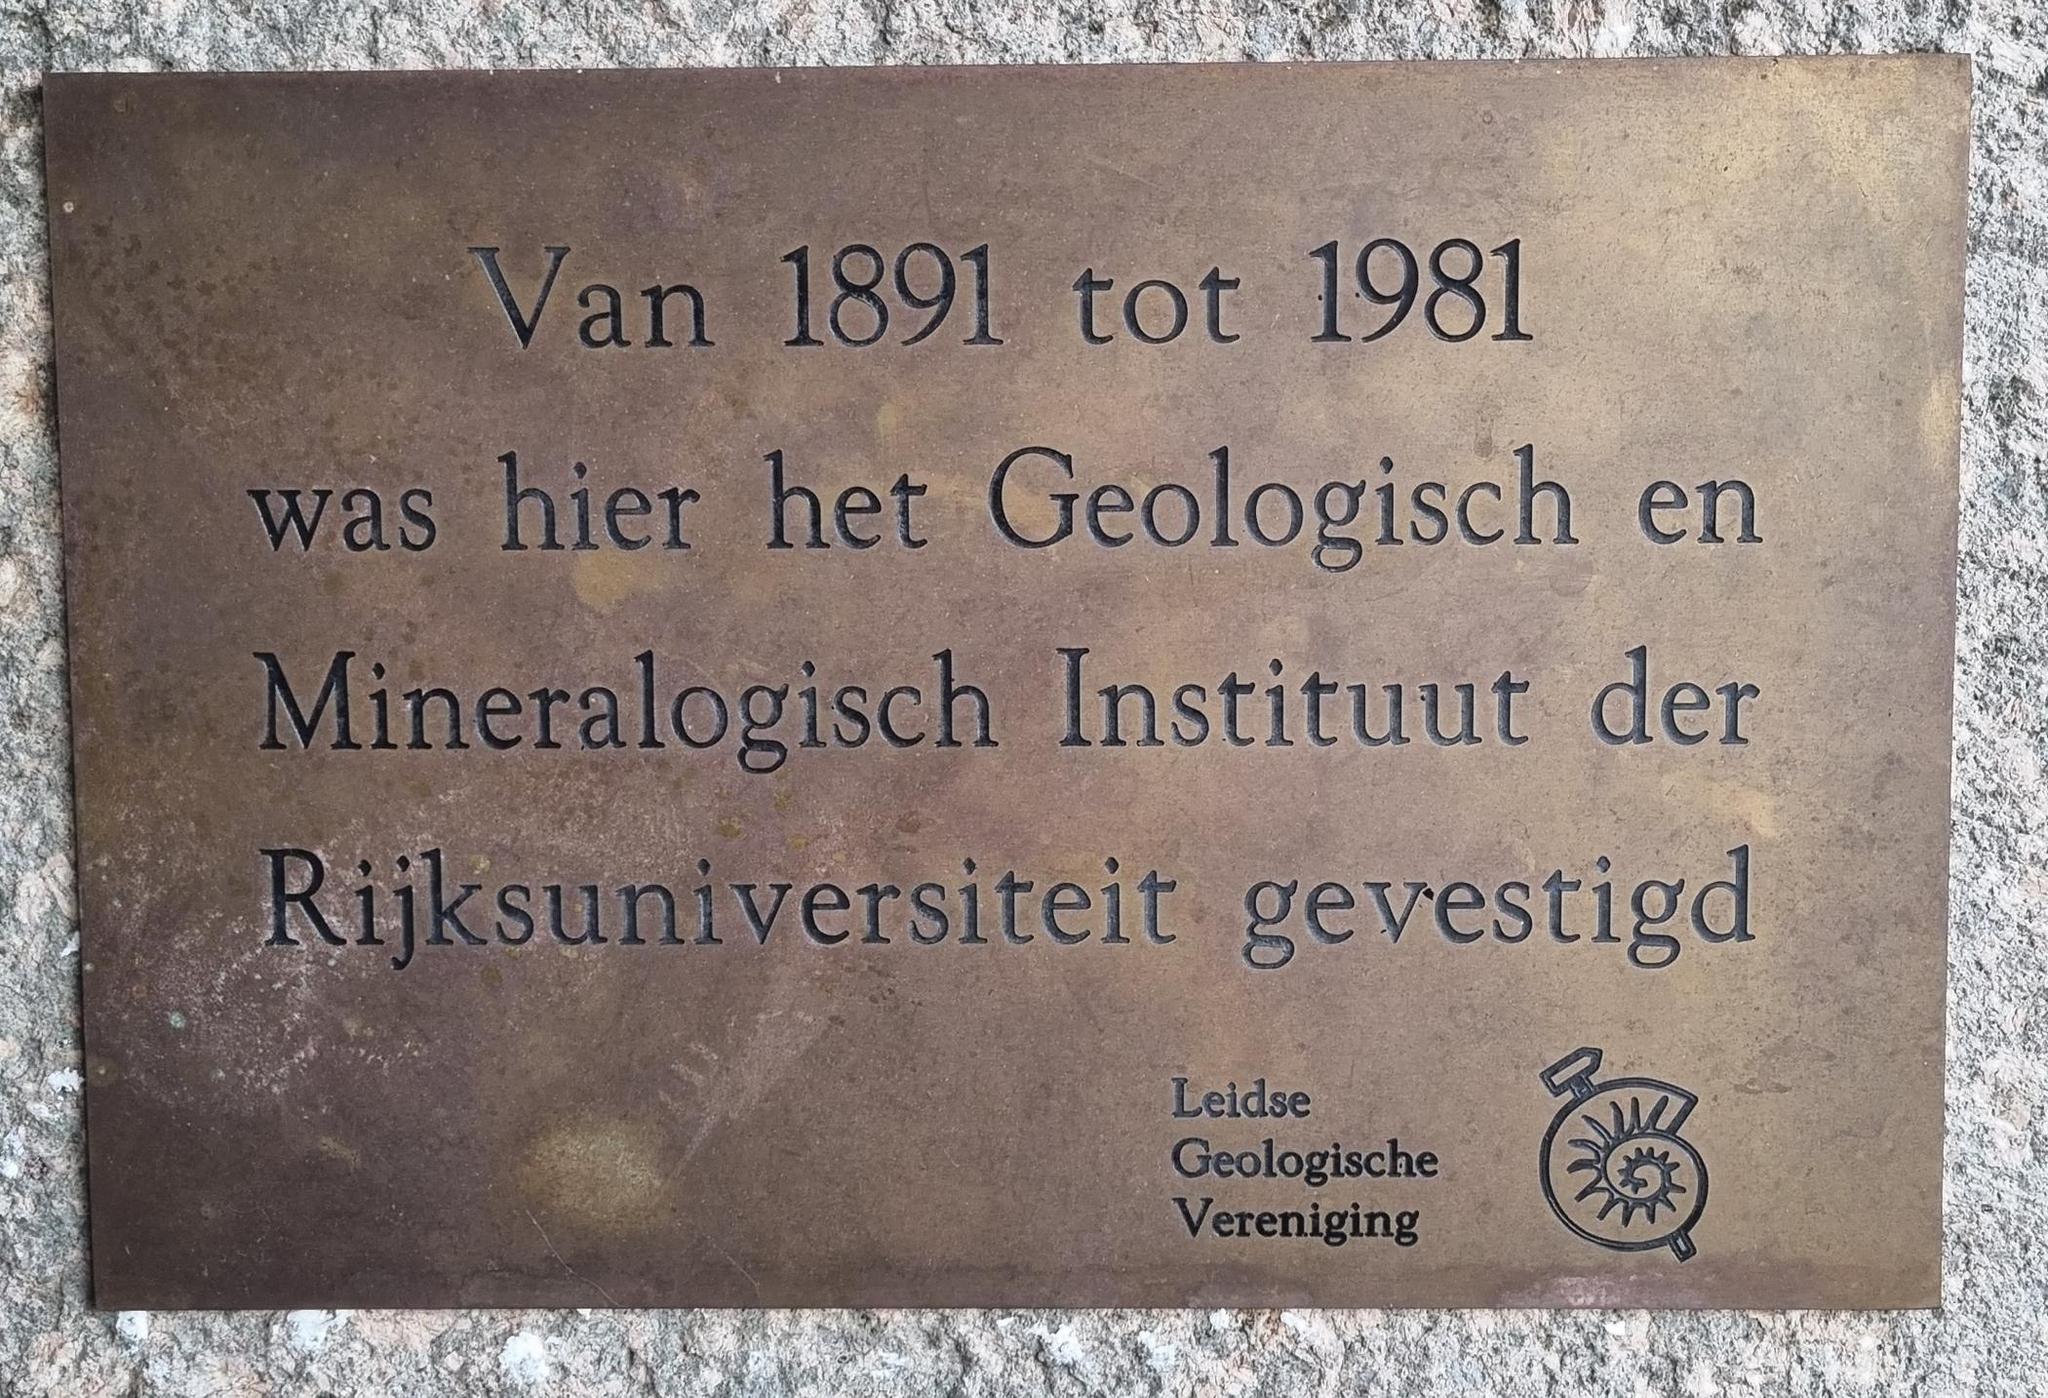 Van 1891 tot 1981
was hier het Geologisch en
Mineralogisch Instituut der
Rijksuniversiteit gevestigd
Leidse
Geologische
Vereniging